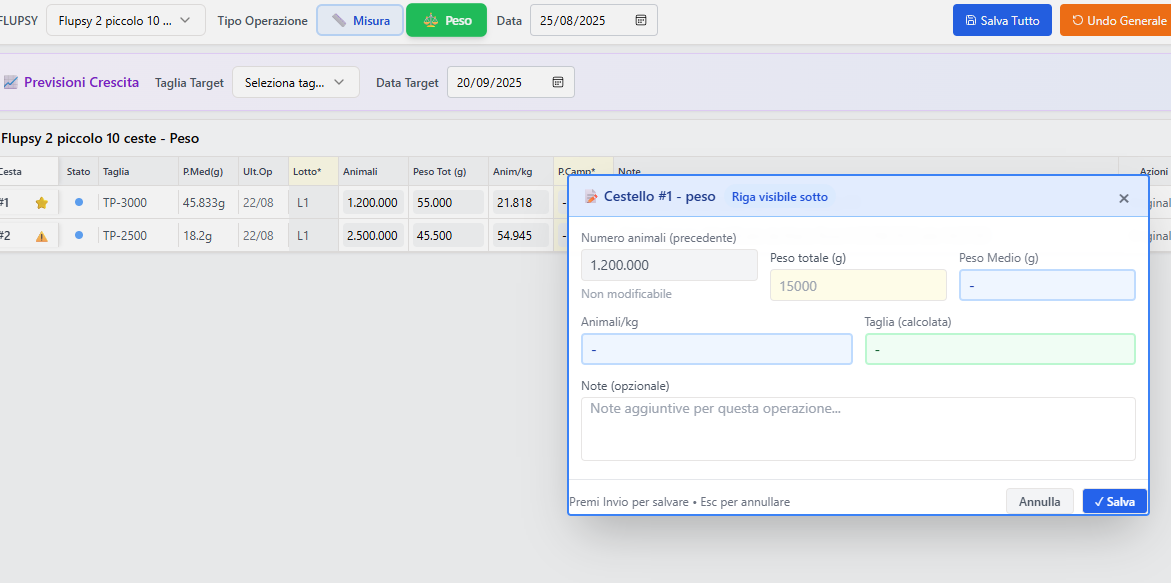 FLUPSY Flupsy 2 piccolo 10 ... Tipo Operazione Misura Peso Data 25/08/2025 Salva Tutto Undo Generale
Previsioni Crescita Taglia Target Seleziona tag... Data Target 20/09/2025
Flupsy 2 piccolo 10 ceste - Peso
Cesta Stato Taglia P.Med(g) Ult.Op Lotto* Animali Peso Tot (g) Anim/kg P.Camp* Note Azioni
#1 TP-3000 45.833g 22/08 L1 1.200.000 55.000 21.818 -
#2 TP-2500 18.2g 22/08 L1 2.500.000 45.500 54.945 -
Cestello #1 - peso Riga visibile sotto
Numero animali (precedente)
1.200.000
Non modificabile
Peso totale (g)
15000
Peso Medio (g)
-
Animali/kg
-
Taglia (calcolata)
-
Note (opzionale)
Note aggiuntive per questa operazione...
Premi Invio per salvare • Esc per annullare Annulla ✓ Salva